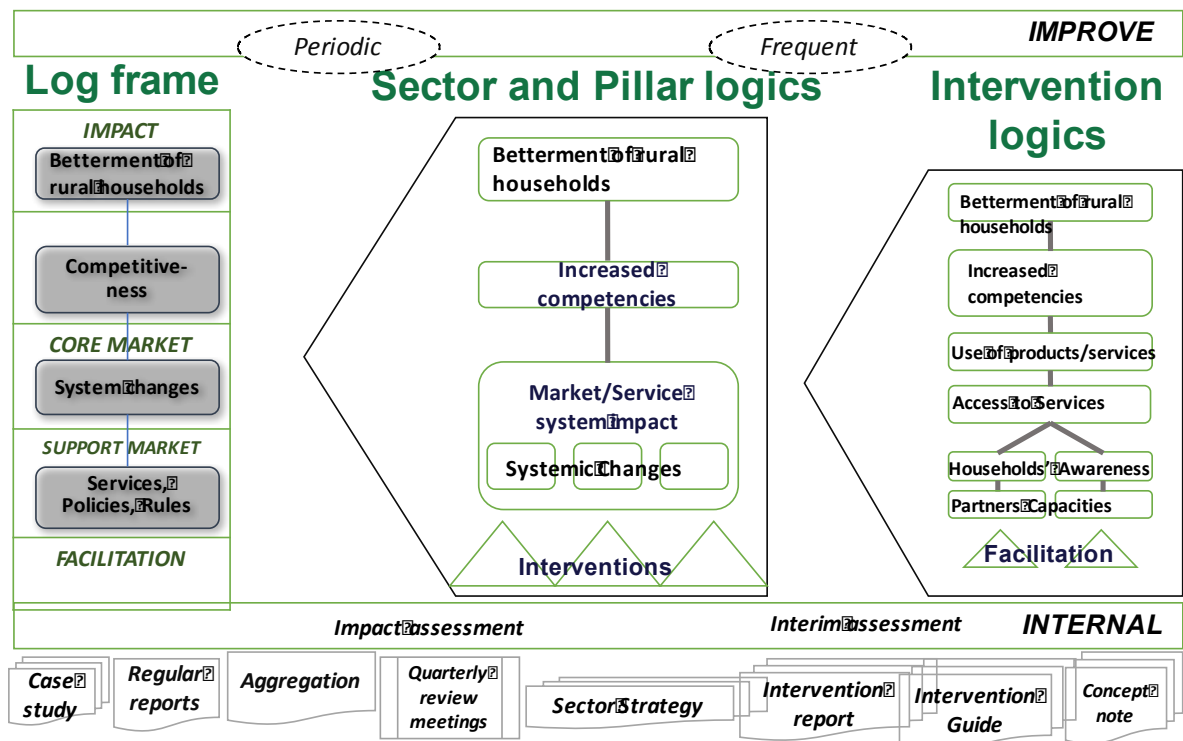 IMPROVE
Periodic
Frequent
Log frame
Sector and Pillar logics
Intervention
logics
IMPACT
Betterment of
rural households
Competitive-
ness
CORE MARKET
System changes
SUPPORT MARKET
Services,
Policies, Rules
FACILITATION
Betterment of rural
households
Increased
competencies
Market/Service
system impact
Systemic Changes
Interventions
Betterment of rural
households
Increased
competencies
Use of products/services
Access to Services
Households' Awareness
Partners Capacities
Facilitation
Impact assessment
Interim assessment
INTERNAL
Case
study
Regular
reports
Aggregation
Quarterly
review
meetings
Sector Strategy
Intervention
report
Intervention
Guide
Concept
note